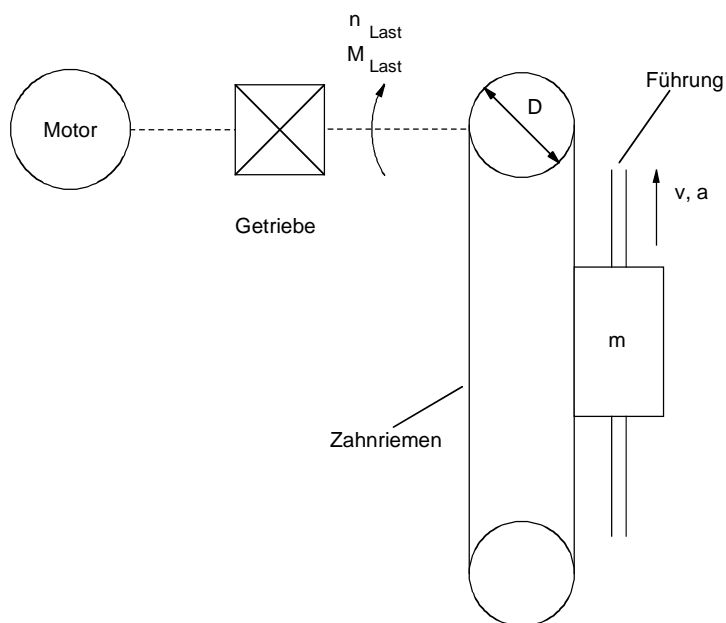 n Last
M Last
Motor
D
Führung
v, a
Getriebe
m
Zahnriemen